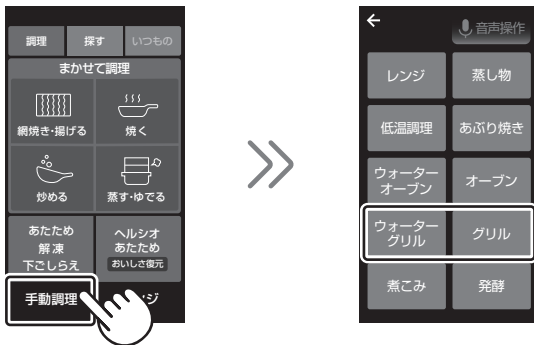 調理
探す
いつもの
まかせて調理
網焼き・揚げる
焼く
炒める
蒸す・ゆでる
あたため
解凍
下ごしらえ
ヘルシオ
あたため
おいしさ復元
手動調理
ンジ
音声操作
レンジ
蒸し物
低温調理
あぶり焼き
ウォーター
オーブン
オーブン
ウォーター
グリル
グリル
煮こみ
発酵